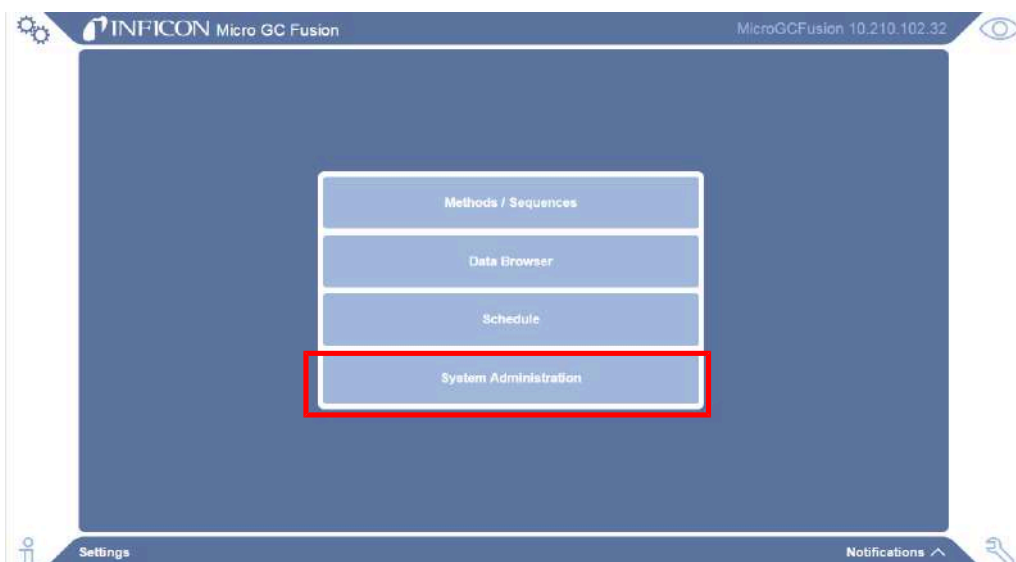 INFICON Micro GC Fusion
MicroGCFusion 10.210.102.32
Methods / Sequences
Data Browser
Schedule
System Administration
Settings
Notifications